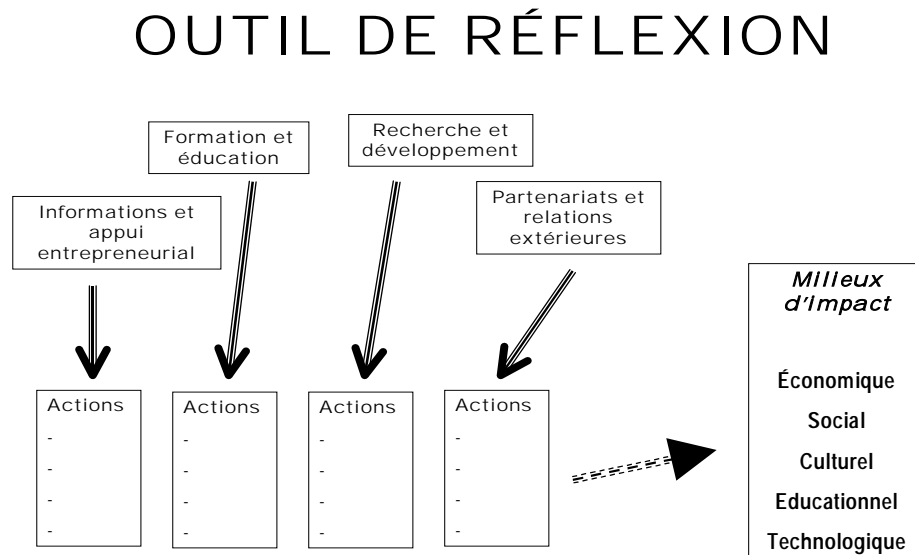 OUTIL DE RÉFLEXION
Formation et
éducation
Recherche et
développement
Informations et
appui
entrepreneurial
Partenariats et
relations
extérieures
Milieux
d'impact
Économique
Social
Culturel
Educationnel
Technologique
Actions
-
-
-
-
Actions
-
-
-
-
Actions
-
-
-
-
Actions
-
-
-
-